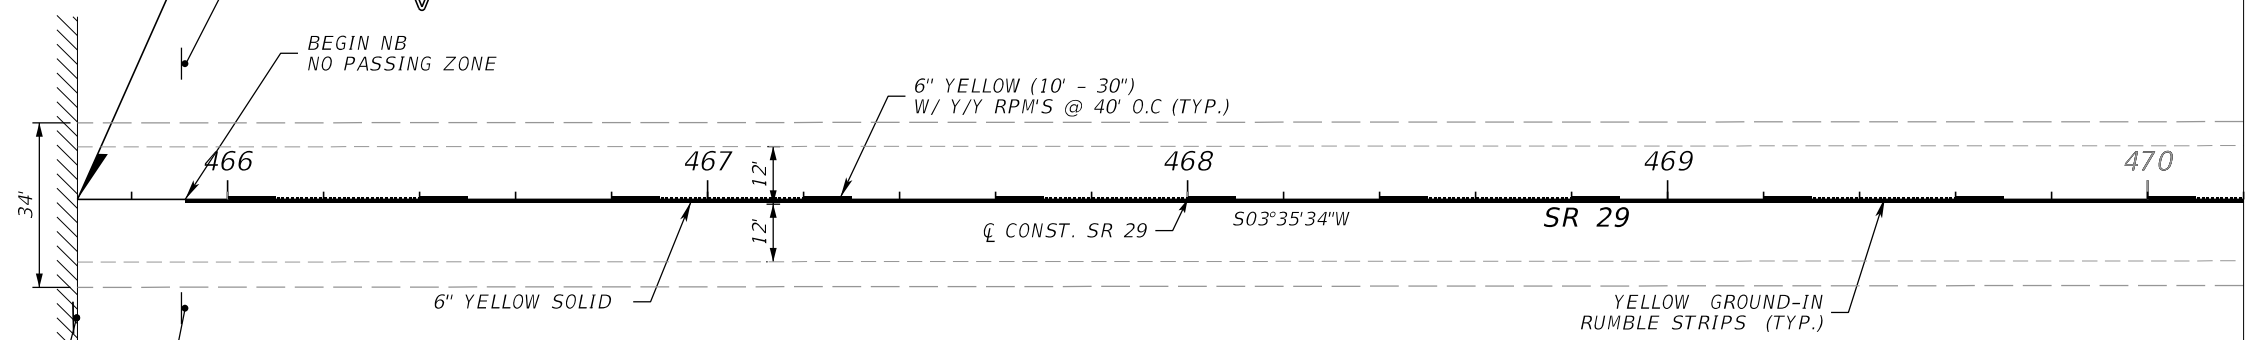 BEGIN NB
NO PASSING ZONE
6" YELLOW (10' - 30")
W/ Y/Y RPM'S @ 40' O.C (TYP.)
466
467
468
469
470
12'
34'
12'
℄ CONST. SR 29
S03°35'34"W
SR 29
6" YELLOW SOLID
YELLOW GROUND-IN
RUMBLE STRIPS (TYP.)